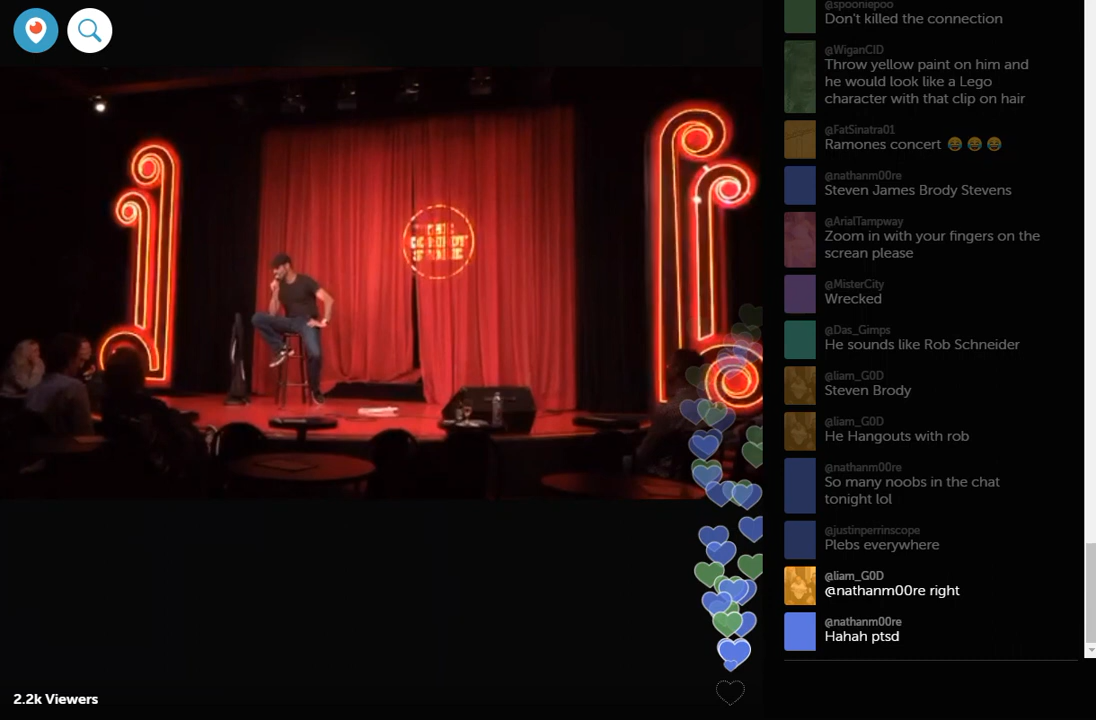 THE
COMEDY
STORE
2.2k Viewers
@spooniepoo
Don't killed the connection
@WiganCID
Throw yellow paint on him and
he would look like a Lego
character with that clip on hair
@FatSinatra01
Ramones concert 😂 😂 😂
@nathanm00re
Steven James Brody Stevens
@ArialTampway
Zoom in with your fingers on the
screan please
@MisterCity
Wrecked
@Das_Gimps
He sounds like Rob Schneider
@liam_G0D
Steven Brody
@liam_G0D
He Hangouts with rob
@nathanm00re
So many noobs in the chat
tonight lol
@justinperrinscope
Plebs everywhere
@liam_G0D
@nathanm00re right
@nathanm00re
Hahah ptsd